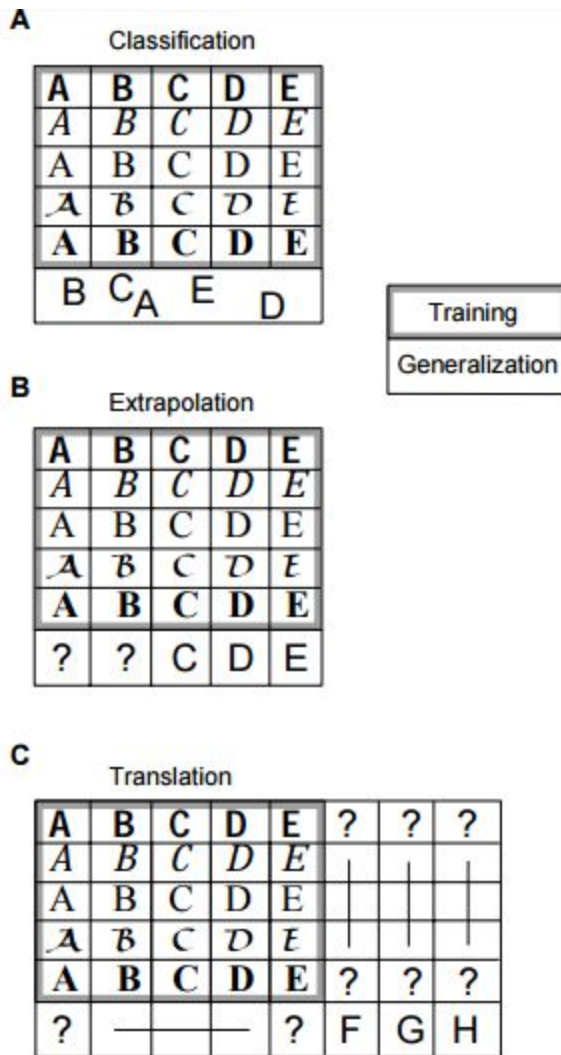 A
Classification
A B C D E
A B C D E
A B C D E
A B C D E
A B C D E
B C A E D
Training
Generalization
B
Extrapolation
A B C D E
A B C D E
A B C D E
A B C D E
A B C D E
? ? C D E
C
Translation
A B C D E ? ? ?
A B C D E
A B C D E
A B C D E
A B C D E ? ? ?
? ? F G H